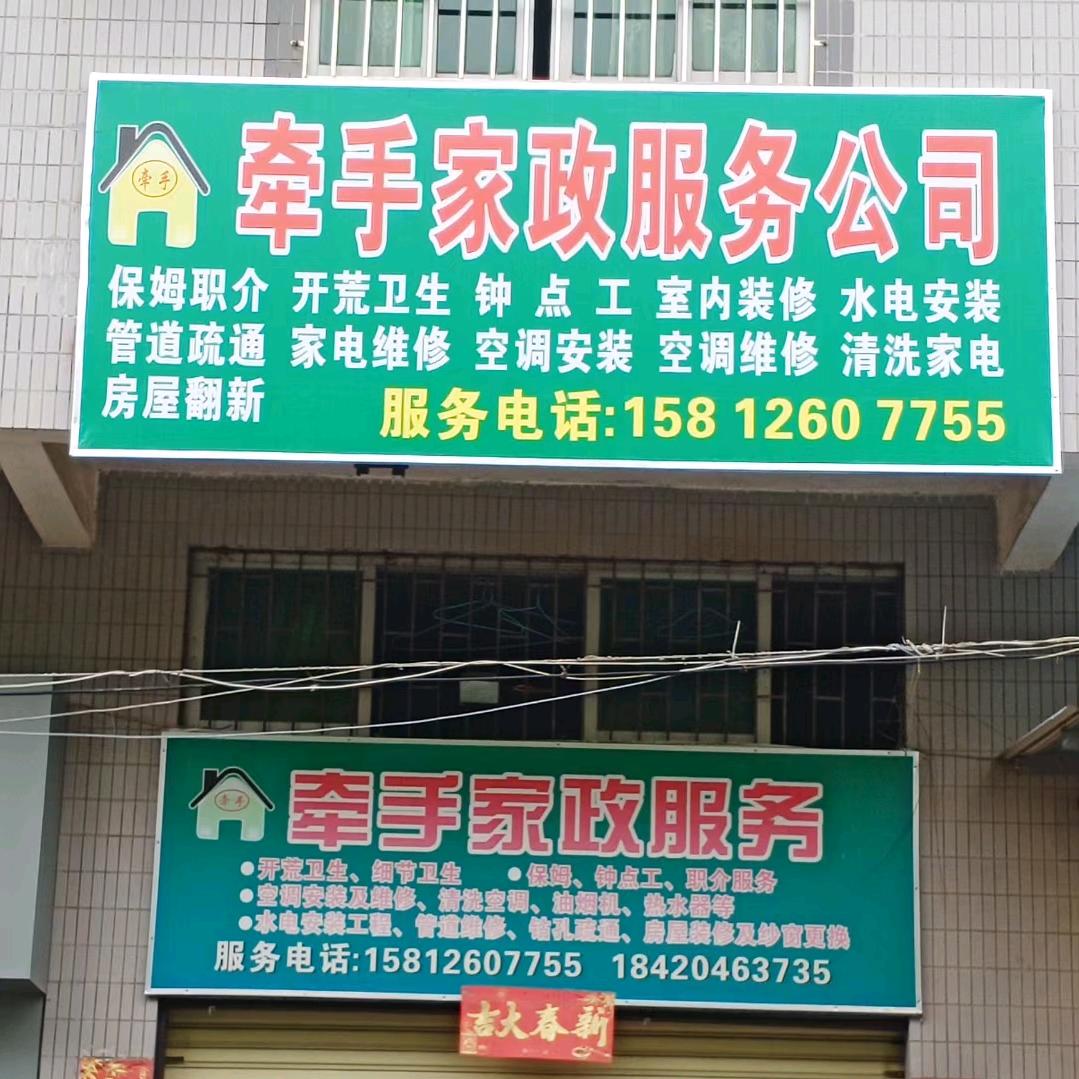 牵手
牵手家政服务公司
保姆职介 开荒卫生 钟点工 室内装修 水电安装
管道疏通 家电维修 空调安装 空调维修 清洗家电
房屋翻新
服务电话:158 1260 7755
牵手
牵手家政服务
●开荒卫生、细节卫生 ●保姆、钟点工、职介服务
●空调安装及维修、清洗空调、油烟机、热水器等
●水电安装工程、管道维修、钻孔疏通、房屋装修及纱窗更换
服务电话:15812607755 18420463735
吉大春新